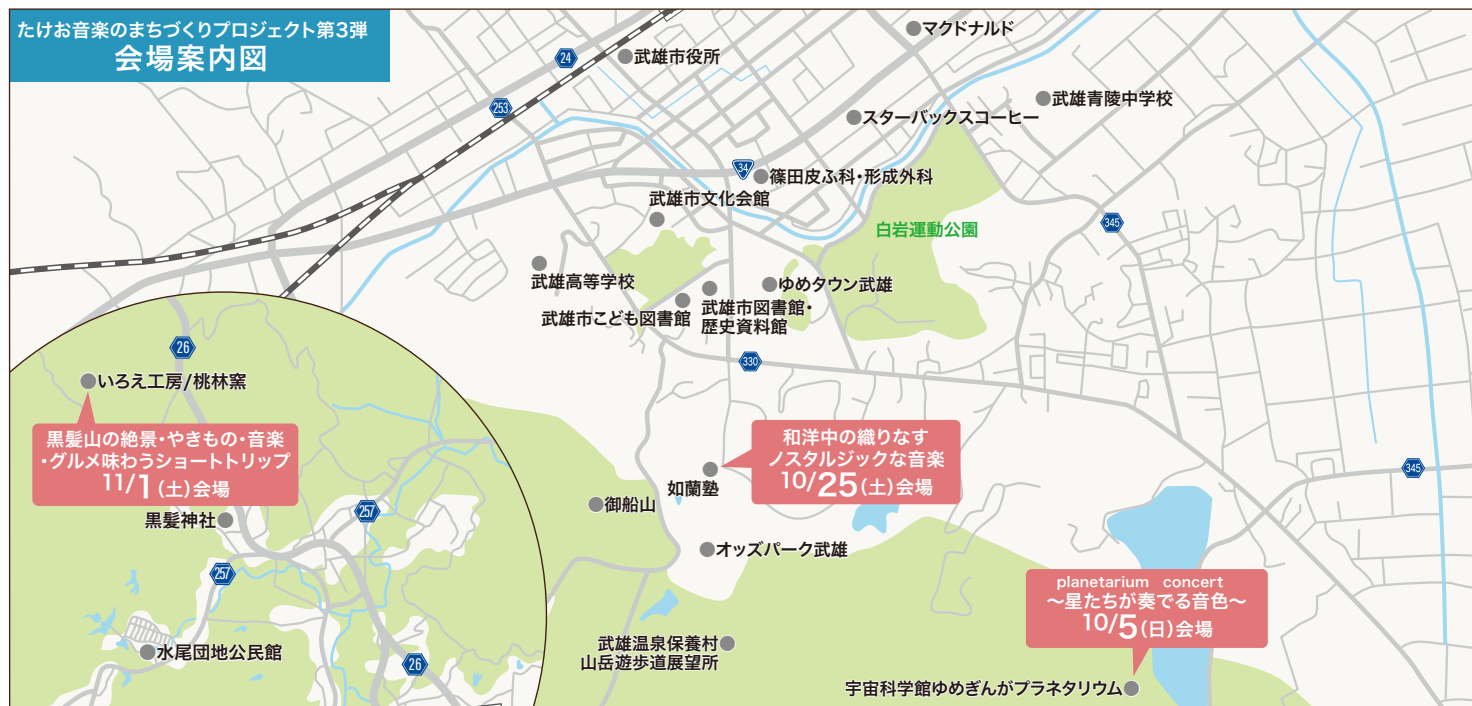 たけお音楽のまちづくりプロジェクト第3弾
会場案内図
24
253
武雄市役所
マクドナルド
スターバックスコーヒー
武雄青陵中学校
34
篠田皮ふ科・形成外科
武雄市文化会館
白岩運動公園
345
武雄高等学校
ゆめタウン武雄
武雄市こども図書館
武雄市図書館・
歴史資料館
330
26
いろえ工房/桃林窯
黒髪山の絶景・やきもの・音楽
・グルメ味わうショートトリップ
11/1(土)会場
黒髪神社
257
257
水尾団地公民館
26
和洋中の織りなす
ノスタルジックな音楽
10/25(土)会場
如蘭塾
345
御船山
オッズパーク武雄
武雄温泉保養村
山岳遊歩道展望所
planetarium concert
〜星たちが奏でる音色〜
10/5(日)会場
宇宙科学館ゆめぎんがプラネタリウム